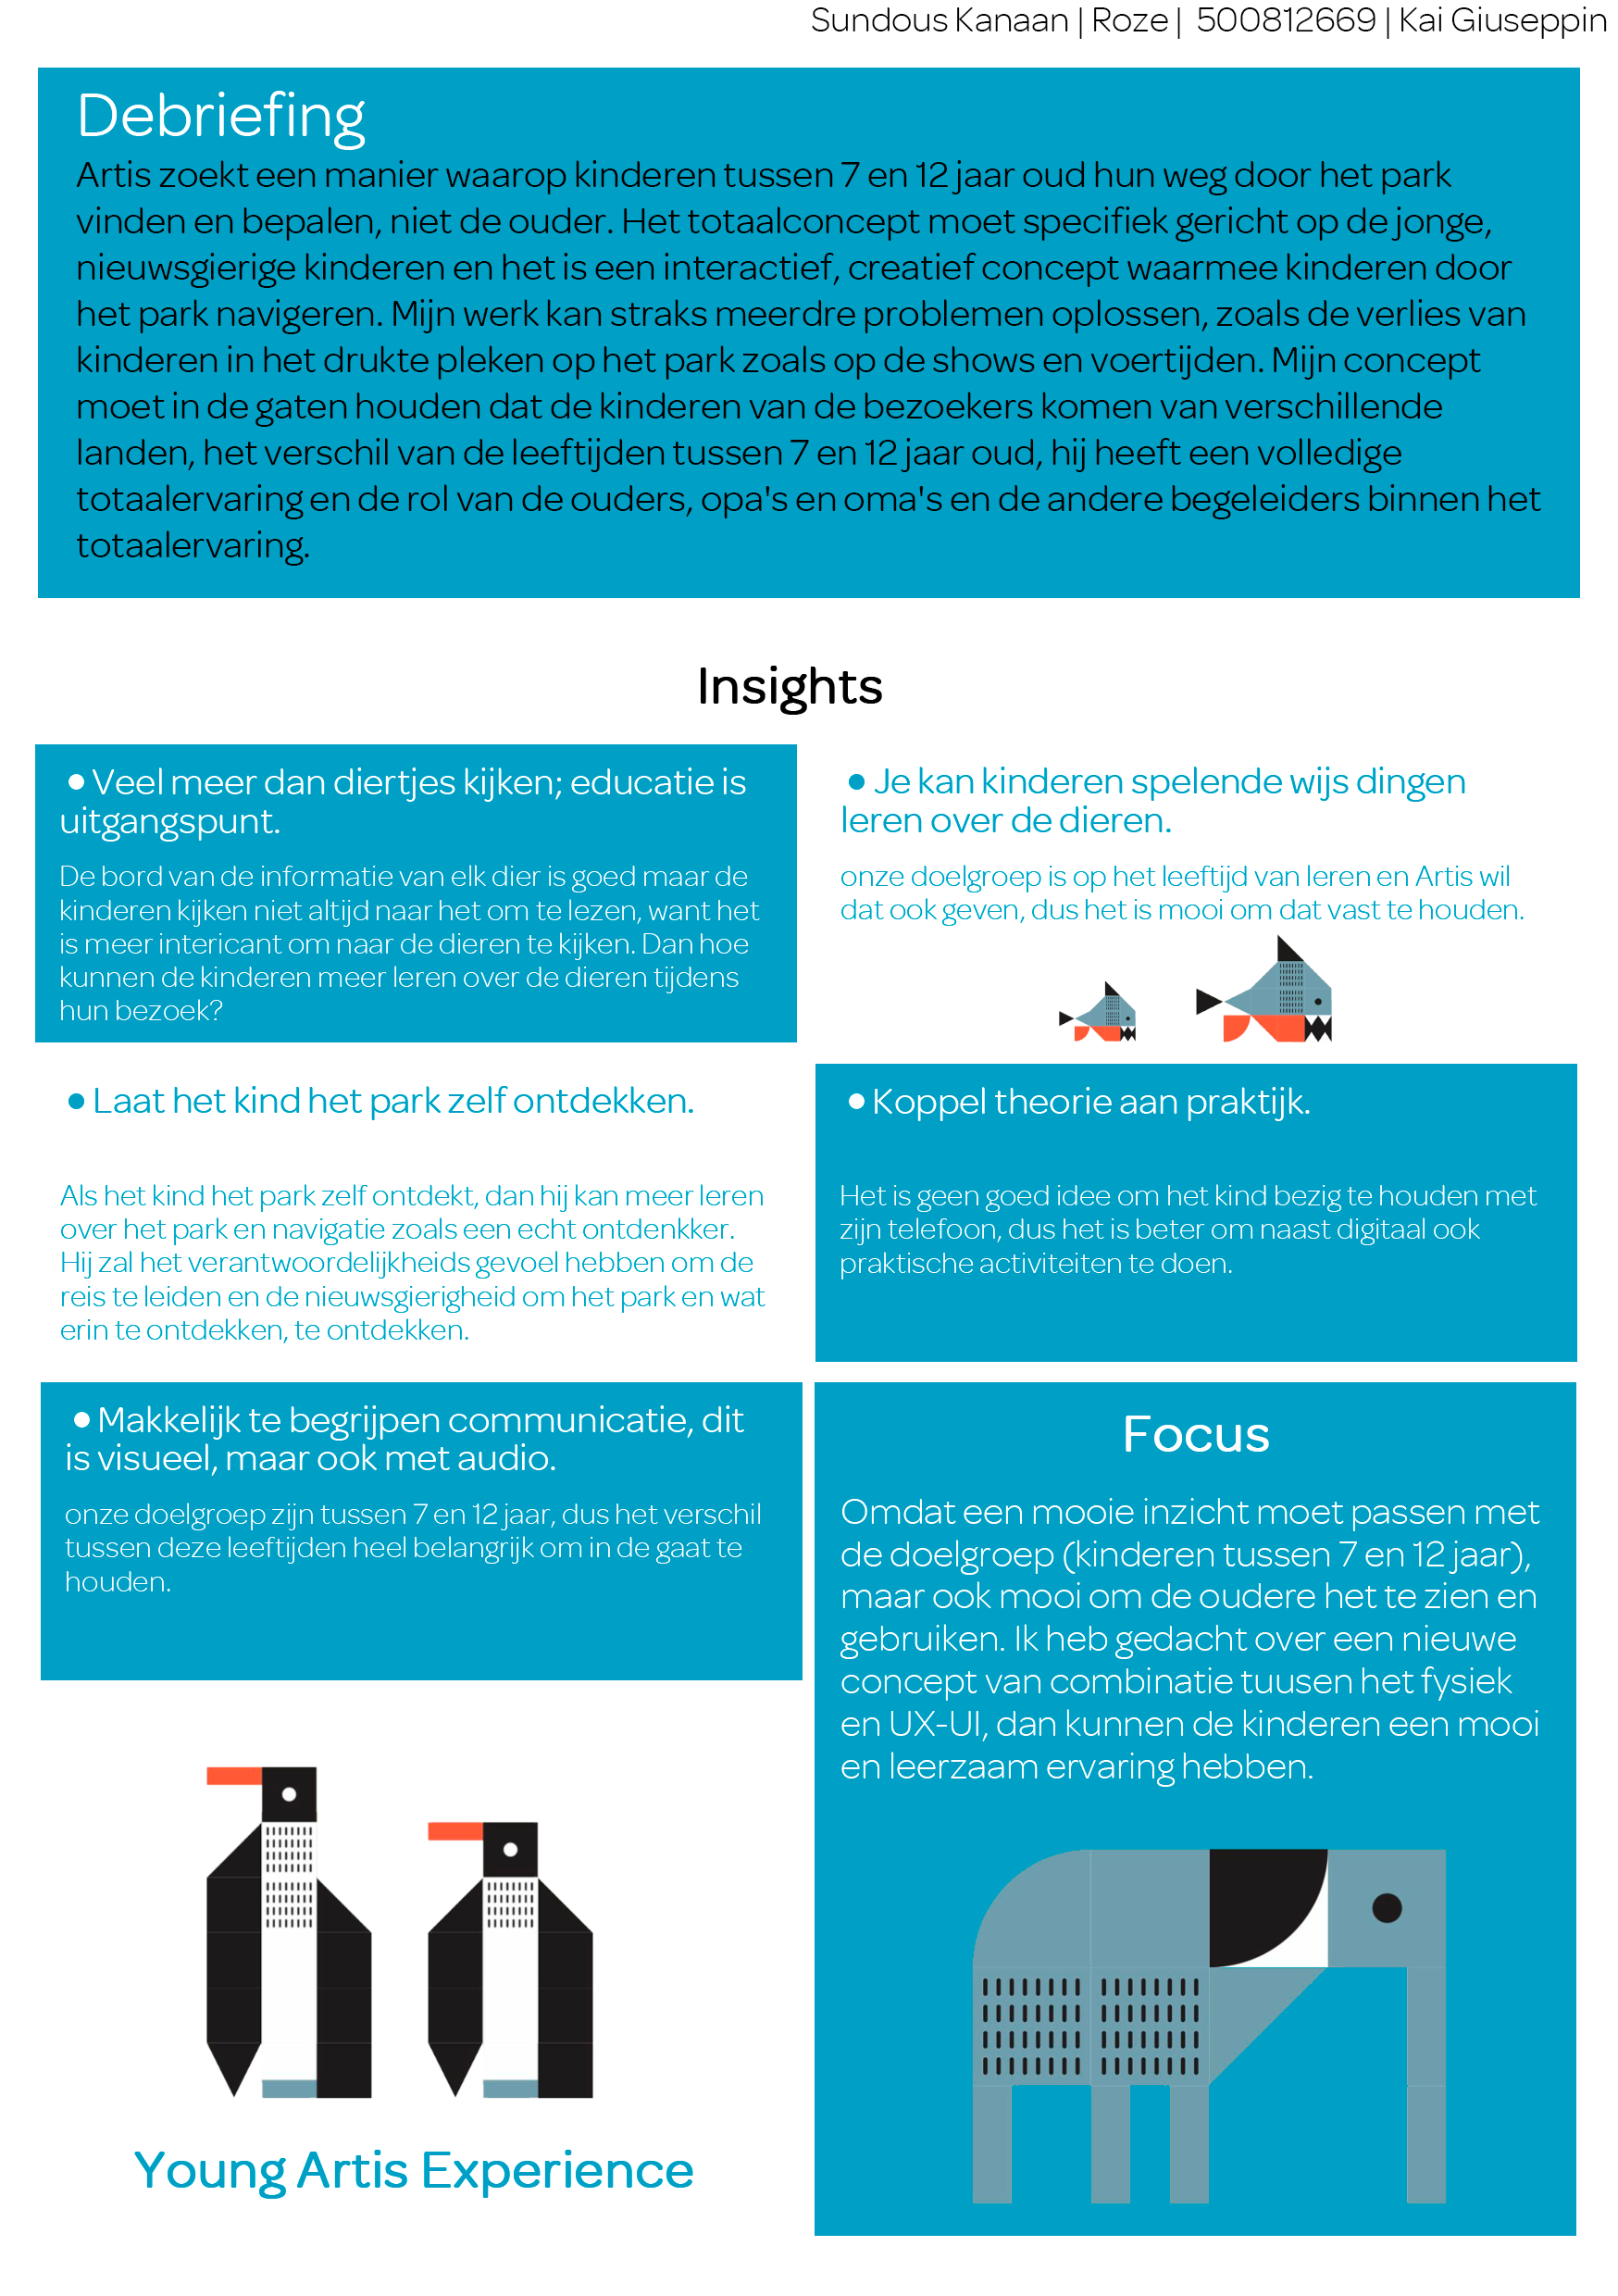 Sundous Kanaan | Roze | 500812669 | Kai Giuseppin
Debriefing
Artis zoekt een manier waarop kinderen tussen 7 en 12 jaar oud hun weg door het park
vinden en bepalen, niet de ouder. Het totaalconcept moet specifiek gericht op de jonge,
nieuwsgierige kinderen en het is een interactief, creatief concept waarmee kinderen door
het park navigeren. Mijn werk kan straks meerdre problemen oplossen, zoals de verlies van
kinderen in het drukte pleken op het park zoals op de shows en voertijden. Mijn concept
moet in de gaten houden dat de kinderen van de bezoekers komen van verschillende
landen, het verschil van de leeftijden tussen 7 en 12 jaar oud, hij heeft een volledige
totaalervaring en de rol van de ouders, opa's en oma's en de andere begeleiders binnen het
totaalervaring.
Insights
• Veel meer dan diertjes kijken; educatie is
uitgangspunt.
De bord van de informatie van elk dier is goed maar de
kinderen kijken niet altijd naar het om te lezen, want het
is meer intericant om naar de dieren te kijken. Dan hoe
kunnen de kinderen meer leren over de dieren tijdens
hun bezoek?
• Je kan kinderen spelende wijs dingen
leren over de dieren.
onze doelgroep is op het leeftijd van leren en Artis wil
dat ook geven, dus het is mooi om dat vast te houden.
• Laat het kind het park zelf ontdekken.
Als het kind het park zelf ontdekt, dan hij kan meer leren
over het park en navigatie zoals een echt ontdenkker.
Hij zal het verantwoordelijkheids gevoel hebben om de
reis te leiden en de nieuwsgierigheid om het park en wat
erin te ontdekken, te ontdekken.
• Koppel theorie aan praktijk.
Het is geen goed idee om het kind bezig te houden met
zijn telefoon, dus het is beter om naast digitaal ook
praktische activiteiten te doen.
• Makkelijk te begrijpen communicatie, dit
is visueel, maar ook met audio.
onze doelgroep zijn tussen 7 en 12 jaar, dus het verschil
tussen deze leeftijden heel belangrijk om in de gaat te
houden.
Focus
Omdat een mooie inzicht moet passen met
de doelgroep (kinderen tussen 7 en 12 jaar),
maar ook mooi om de oudere het te zien en
gebruiken. Ik heb gedacht over een nieuwe
concept van combinatie tuusen het fysiek
en UX-UI, dan kunnen de kinderen een mooi
en leerzaam ervaring hebben.
Young Artis Experience